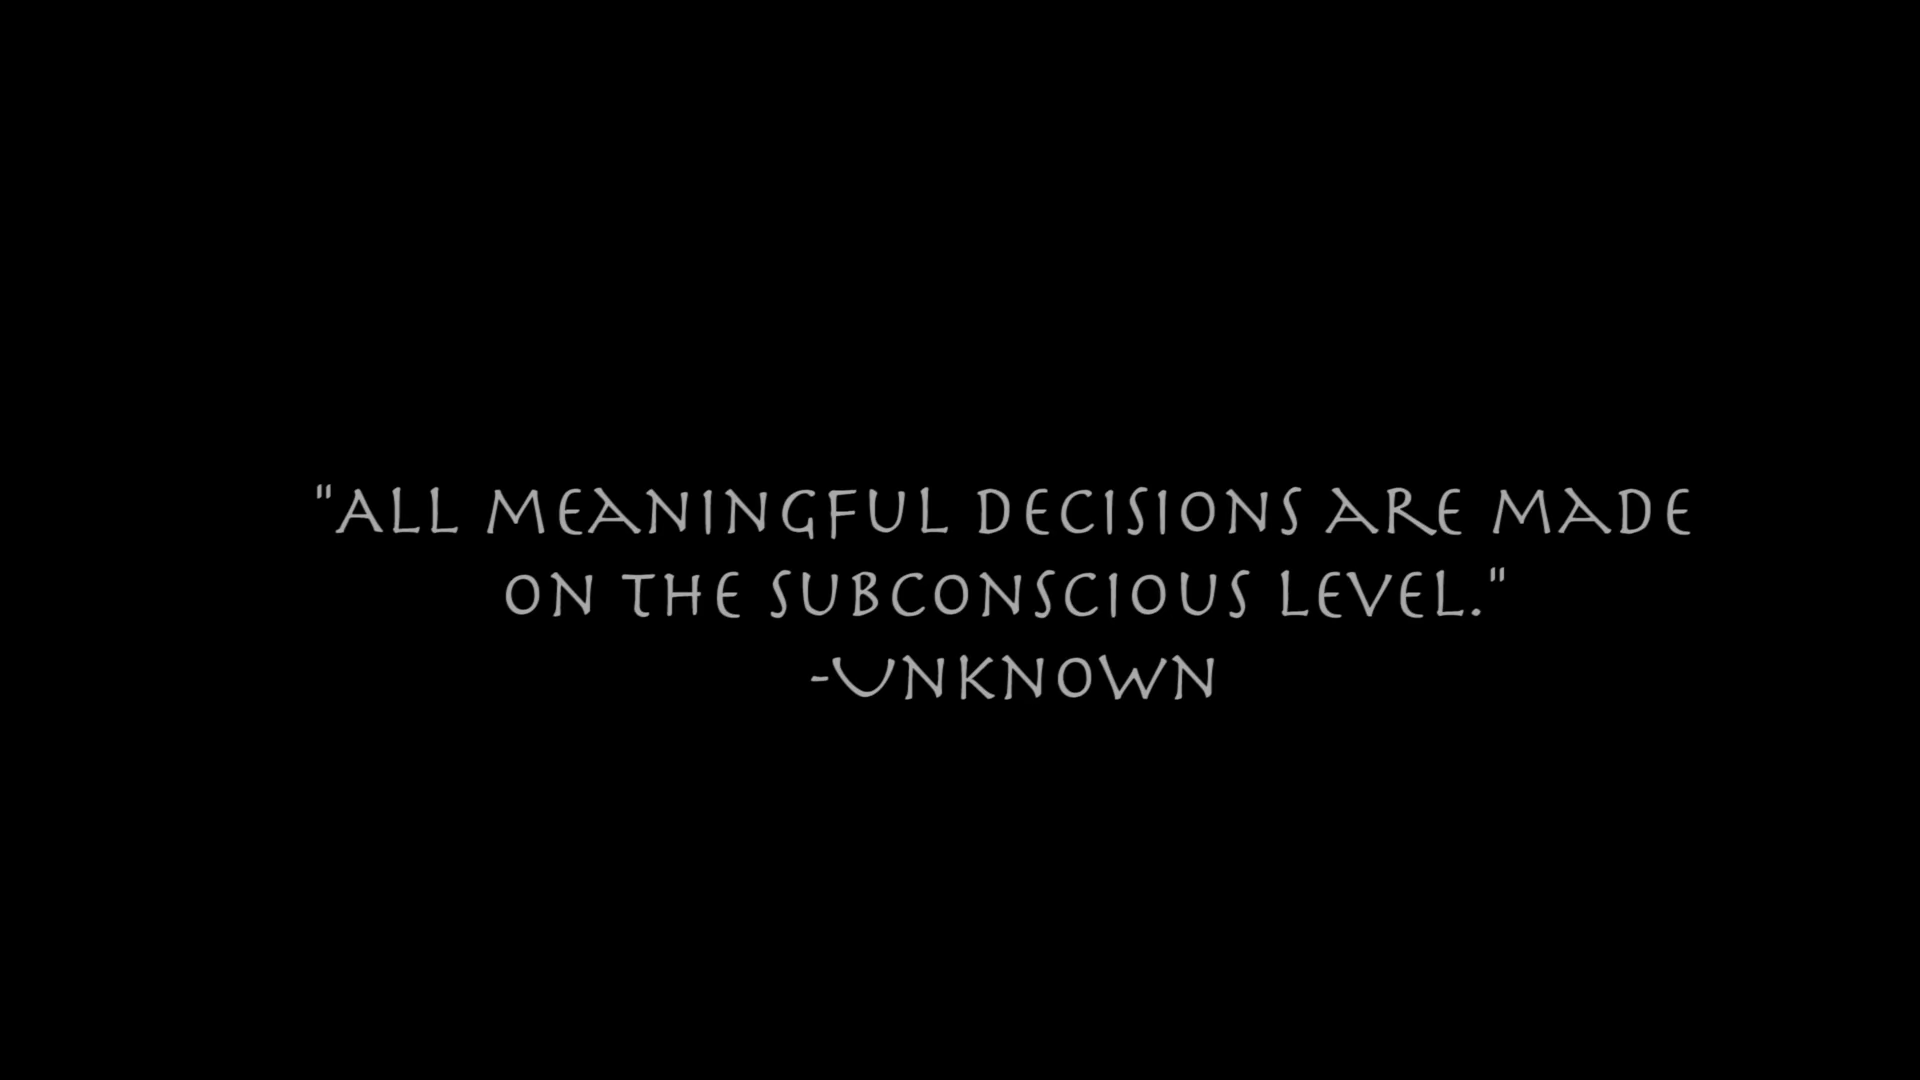 "All meaningful decisions are made
on the subconscious level."
-Unknown